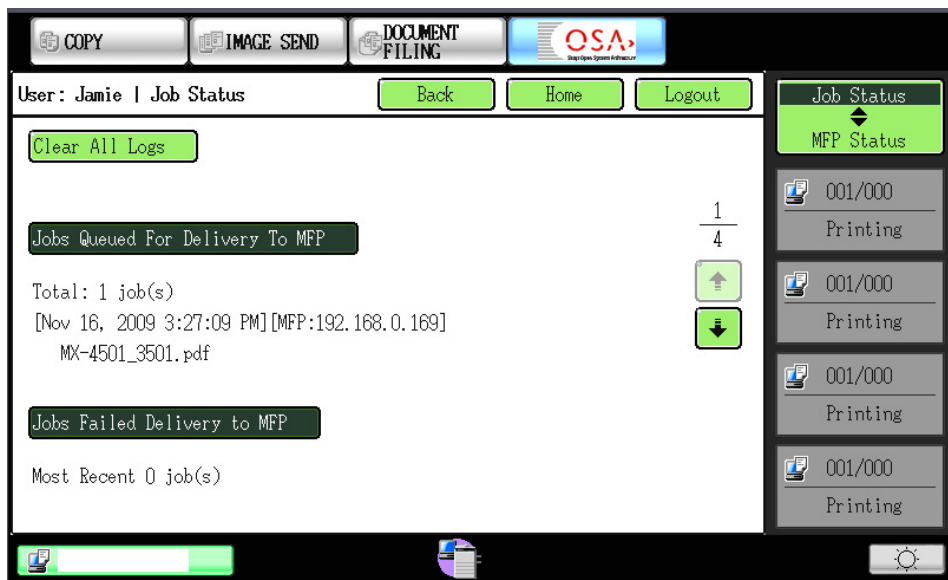 COPY
IMAGE SEND
DOCUMENT
FILING
OSA
User: Jamie | Job Status
Back
Home
Logout
Job Status
MFP Status
Clear All Logs
001/000
Printing
1
4
Jobs Queued For Delivery To MFP
Total: 1 job(s)
[Nov 16, 2009 3:27:09 PM][MFP:192.168.0.169]
MX-4501_3501.pdf
001/000
Printing
001/000
Printing
Jobs Failed Delivery to MFP
Most Recent 0 job(s)
001/000
Printing